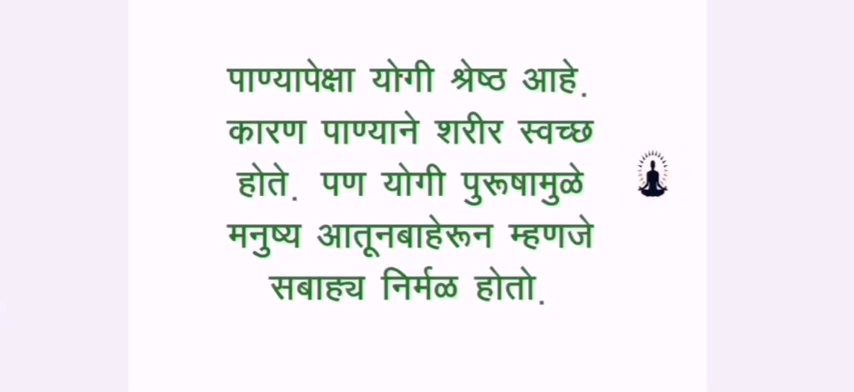 पाण्यापेक्षा योगी श्रेष्ठ आहे.
कारण पाण्याने शरीर स्वच्छ
होते. पण योगी पुरूषामुळे
मनुष्य आतूनबाहेरून म्हणजे
सबाह्य निर्मळ होतो.